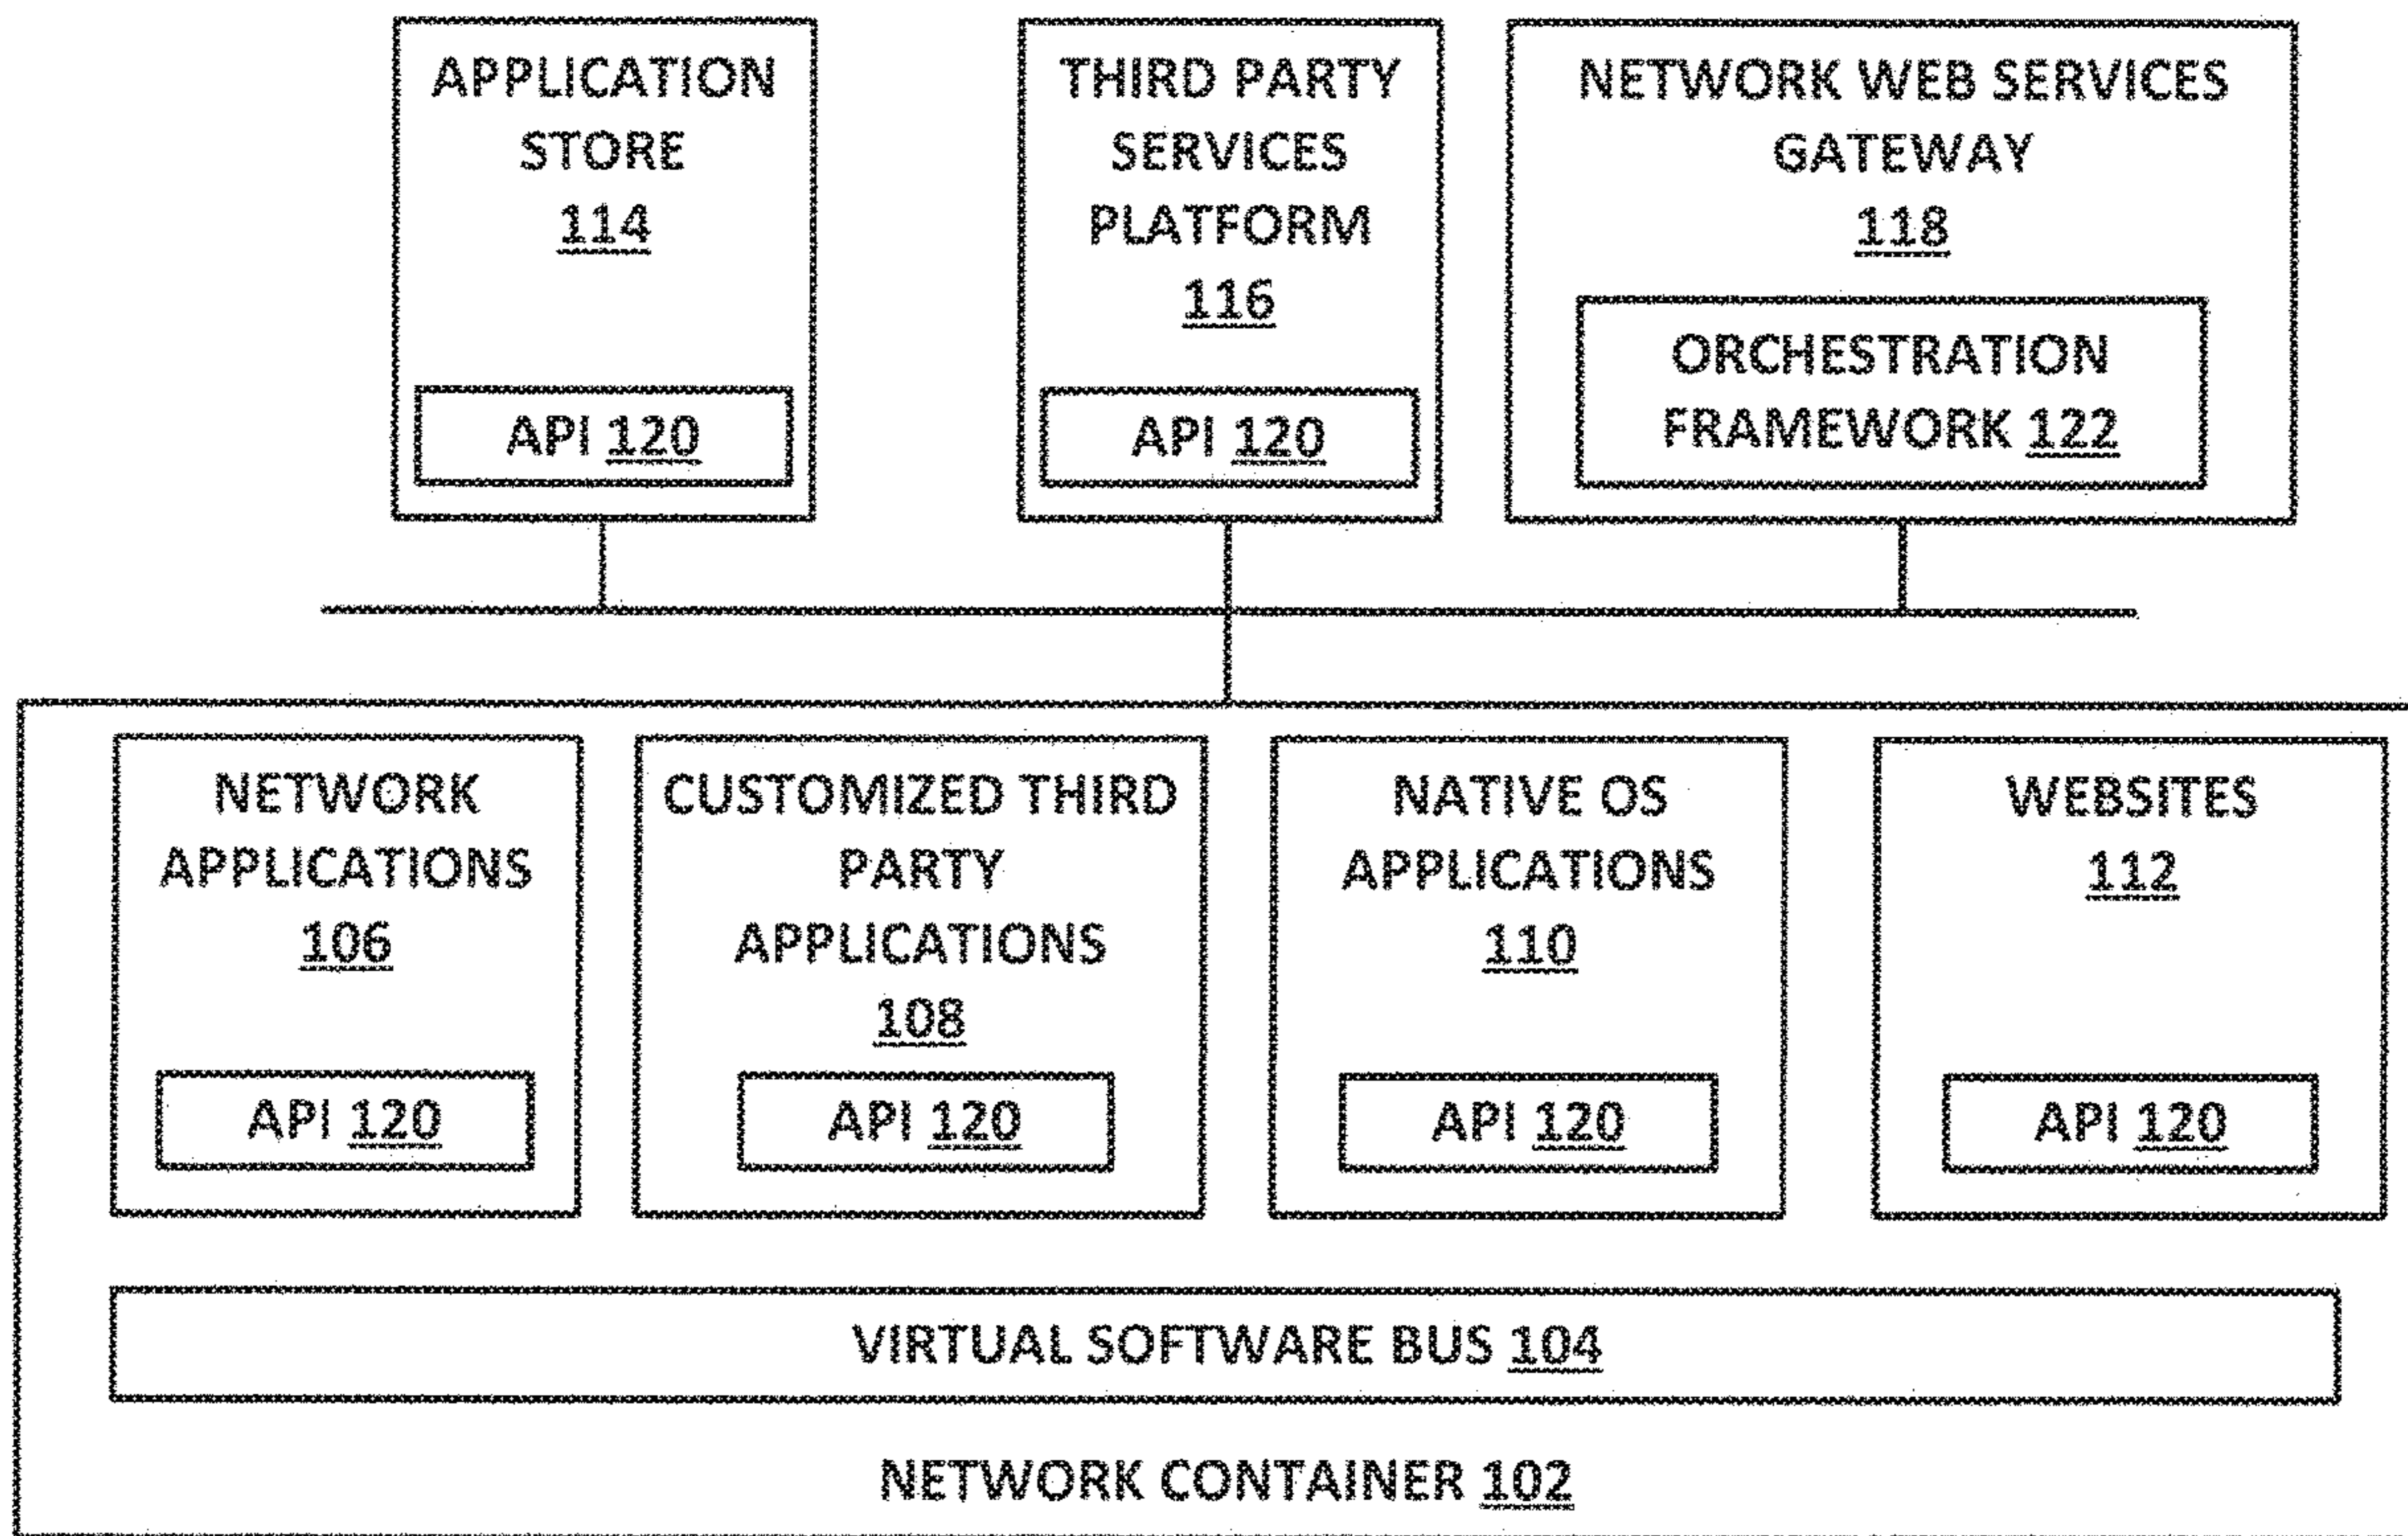 APPLICATION
STORE
114
API 120
THIRD PARTY
SERVICES
PLATFORM
116
API 120
NETWORK WEB SERVICES
GATEWAY
118
ORCHESTRATION
FRAMEWORK 122
NETWORK
APPLICATIONS
106
API 120
CUSTOMIZED THIRD
PARTY
APPLICATIONS
108
API 120
NATIVE OS
APPLICATIONS
110
API 120
WEBSITES
112
API 120
VIRTUAL SOFTWARE BUS 104
NETWORK CONTAINER 102